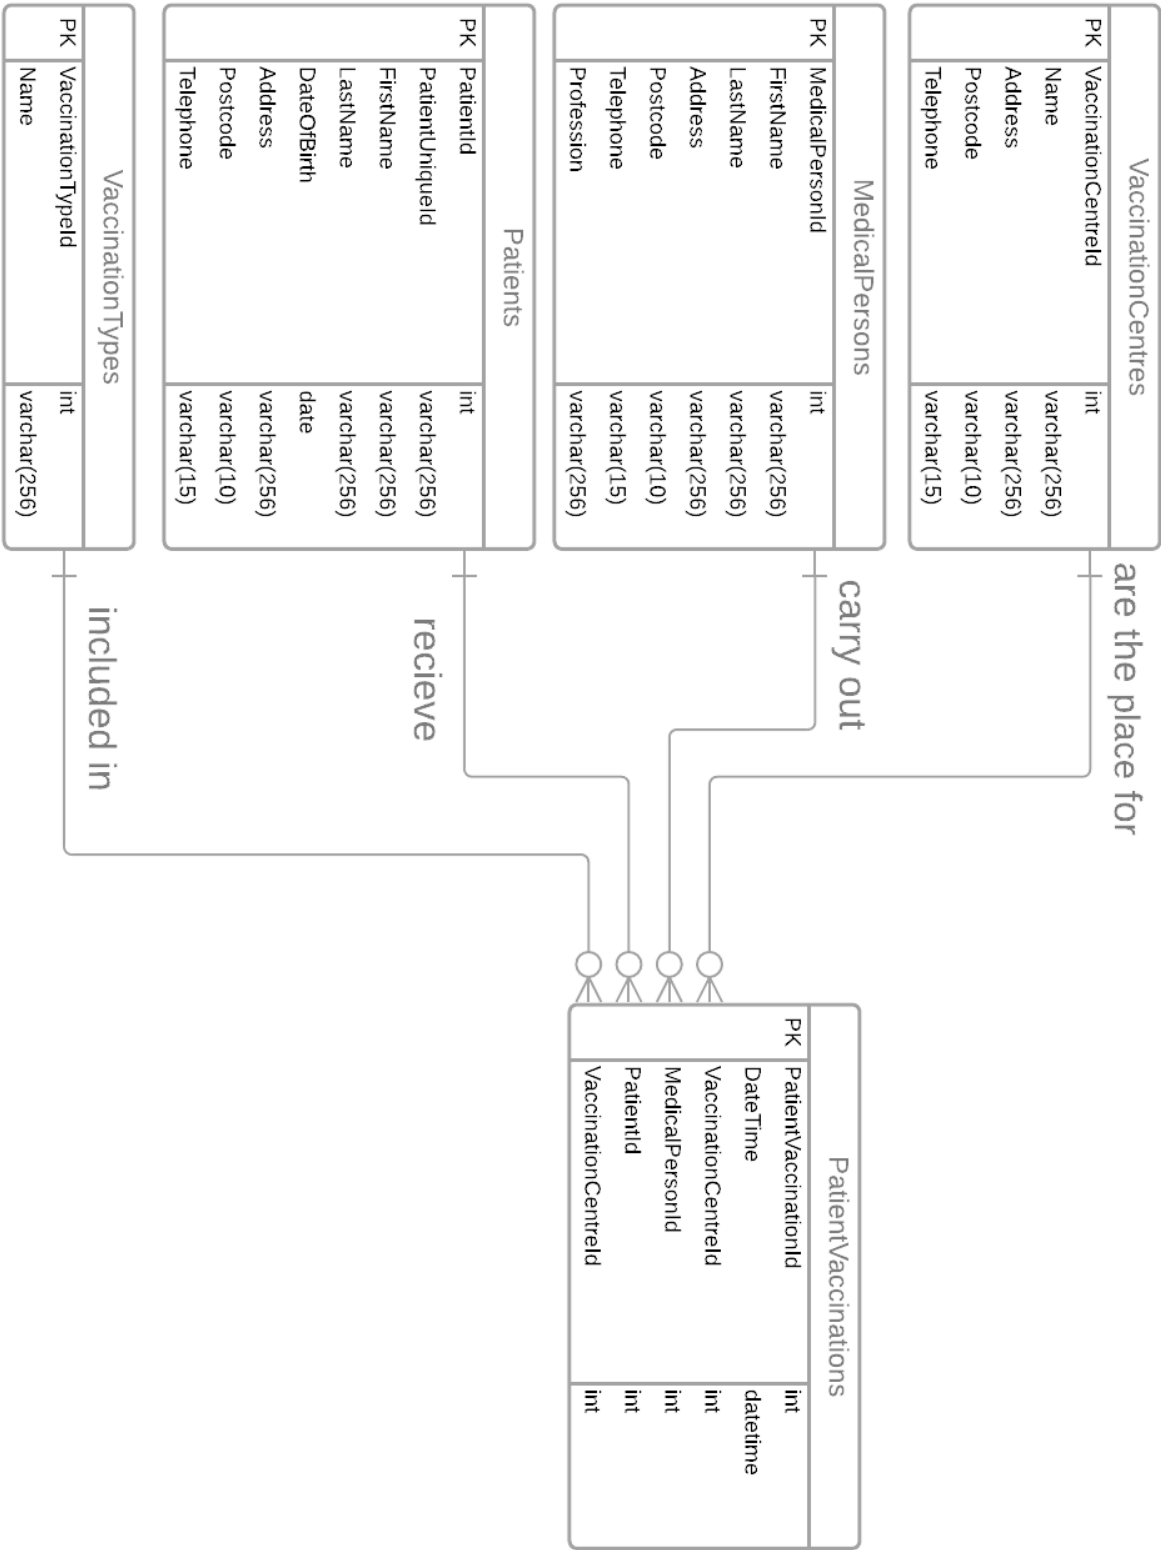 VaccinationCentres
PK VaccinationCentreId int
Name varchar(256)
Address varchar(256)
Postcode varchar(10)
Telephone varchar(15)
are the place for
MedicalPersons
PK MedicalPersonId int
FirstName varchar(256)
LastName varchar(256)
Address varchar(256)
Postcode varchar(10)
Telephone varchar(15)
Profession varchar(256)
carry out
Patients
PK PatientId int
PatientUniqueId varchar(256)
FirstName varchar(256)
LastName varchar(256)
DateOfBirth date
Address varchar(256)
Postcode varchar(10)
Telephone varchar(15)
recieve
VaccinationTypes
PK VaccinationTypeId int
Name varchar(256)
included in
PatientVaccinations
PK PatientVaccinationId int
DateTime datetime
VaccinationCentreId int
MedicalPersonId int
PatientId int
VaccinationCentreId int